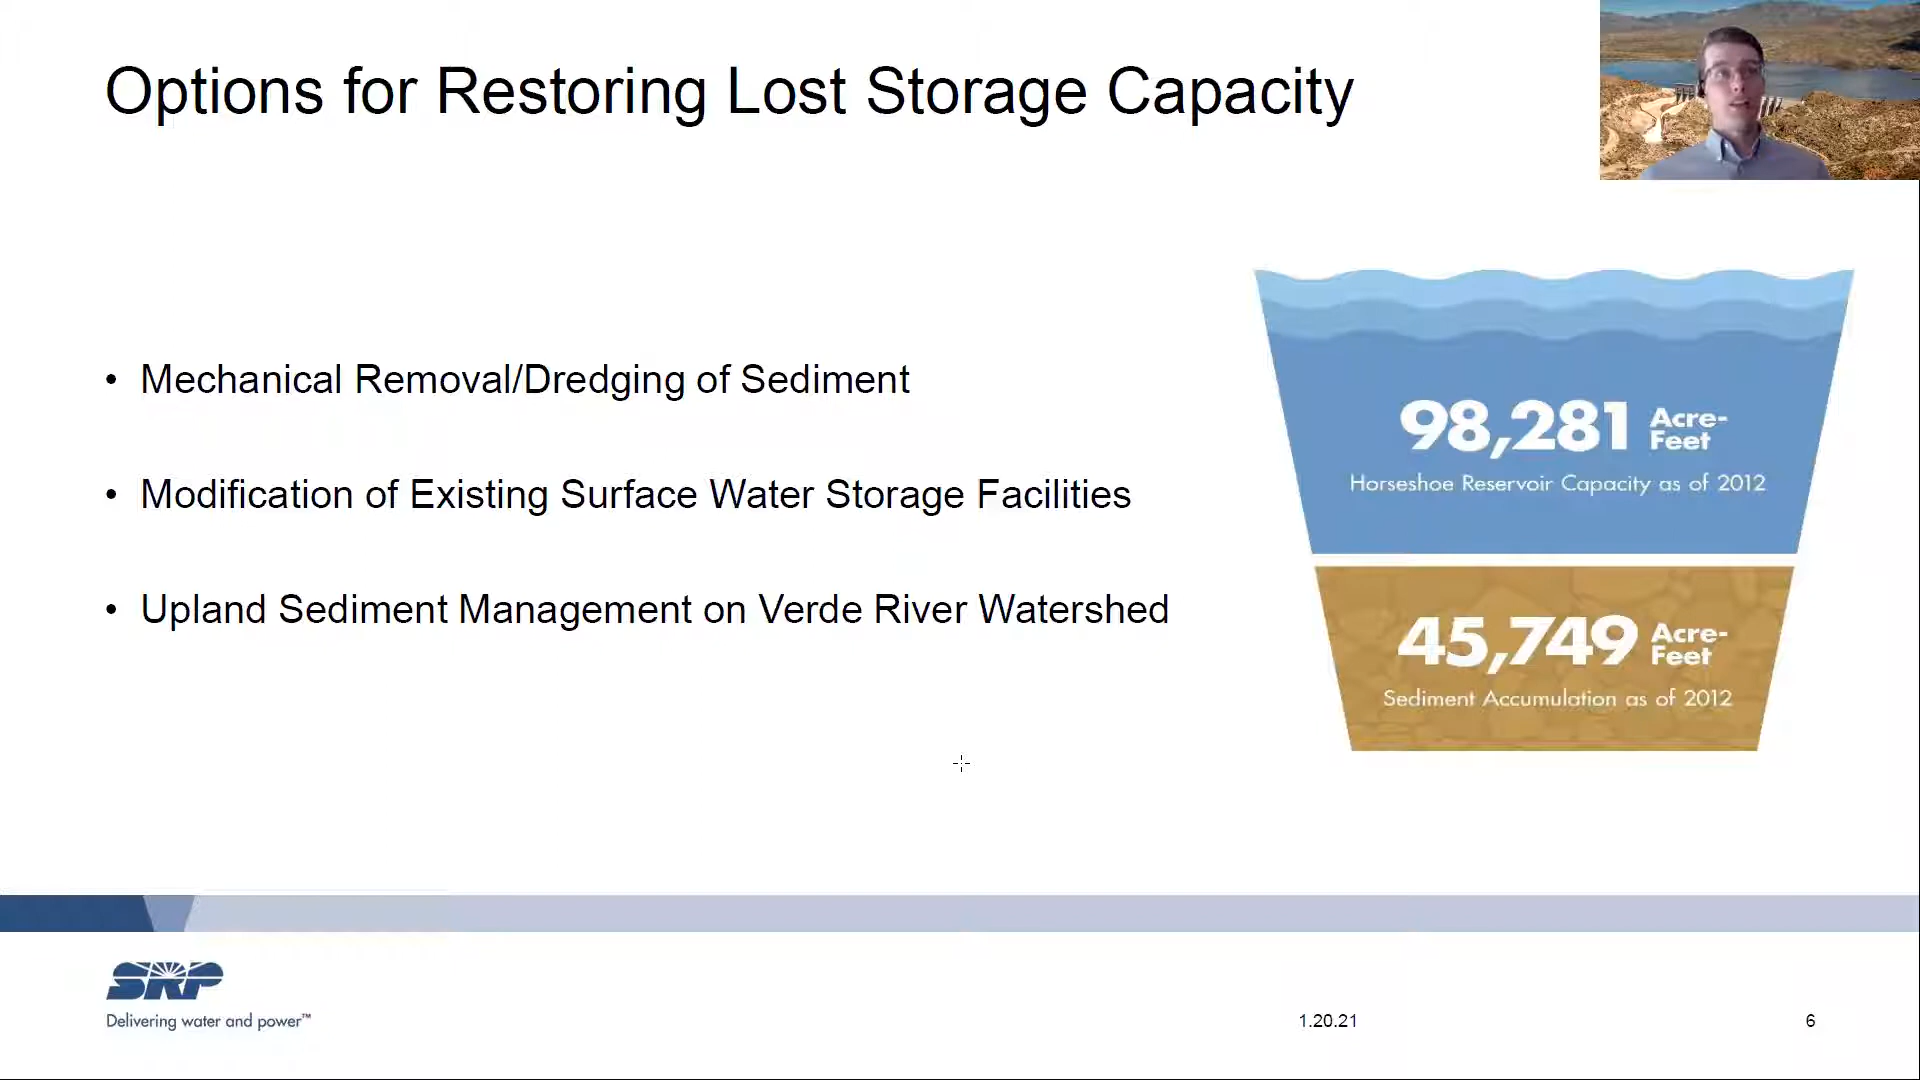 Options for Restoring Lost Storage Capacity
• Mechanical Removal/Dredging of Sediment
• Modification of Existing Surface Water Storage Facilities
• Upland Sediment Management on Verde River Watershed
98,281 Acre-
Feet
Horseshoe Reservoir Capacity as of 2012
45,749 Acre-
Feet
Sediment Accumulation as of 2012
SRP
Delivering water and power™
1.20.21
6